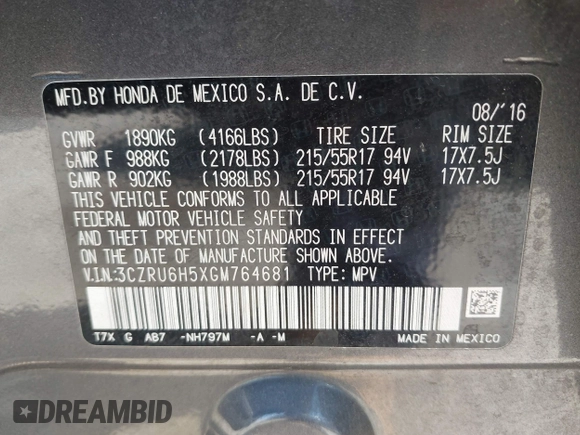 MFD.BY HONDA DE MEXICO S.A. DE C.V.
08/'16
GVWR 1890KG (4166LBS) TIRE SIZE RIM SIZE
GAWR F 988KG (2178LBS) 215/55R17 94V 17X7.5J
GAWR R 902KG (1988LBS) 215/55R17 94V 17X7.5J
THIS VEHICLE CONFORMS TO ALL APPLICABLE
FEDERAL MOTOR VEHICLE SAFETY
AND THEFT PREVENTION STANDARDS IN EFFECT
ON THE DATE OF MANUFACTURE SHOWN ABOVE.
V.I.N.:3CZRU6H5XGM764681 TYPE: MPV
T7X G AB7 -NH797M -A -M
MADE IN MEXICO
DREAMBID